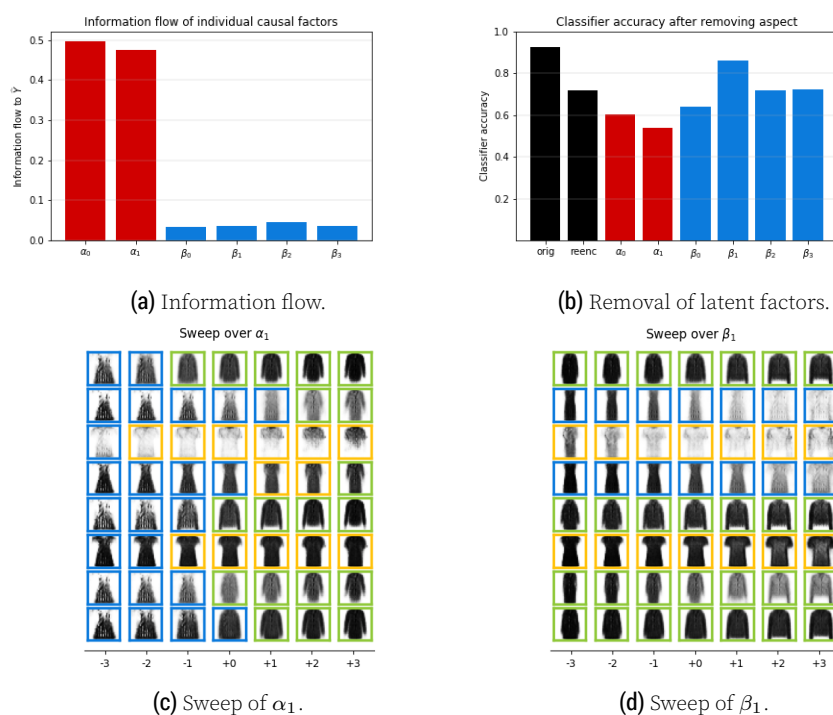 Information flow of individual causal factors
Information flow to Ŷ
0.5
0.4
0.3
0.2
0.1
0.0
α₀ α₁ β₀ β₁ β₂ β₃
(a) Information flow.
Classifier accuracy after removing aspect
Classifier accuracy
1.0
0.8
0.6
0.4
0.2
orig reenc α₀ α₁ β₀ β₁ β₂ β₃
(b) Removal of latent factors.
Sweep over α₁
-3 -2 -1 +0 +1 +2 +3
(c) Sweep of α₁.
Sweep over β₁
-3 -2 -1 +0 +1 +2 +3
(d) Sweep of β₁.